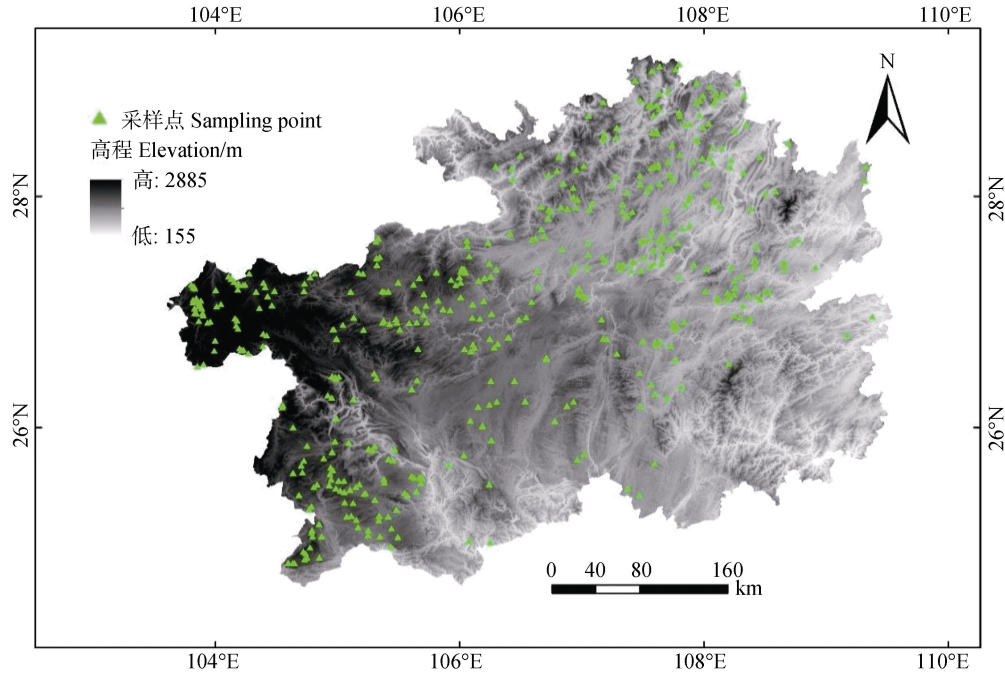 104°E 106°E 108°E 110°E
N
采样点 Sampling point
高程 Elevation/m
高: 2885
低: 155
28°N 28°N
26°N 26°N
0 40 80 160
km
104°E 106°E 108°E 110°E